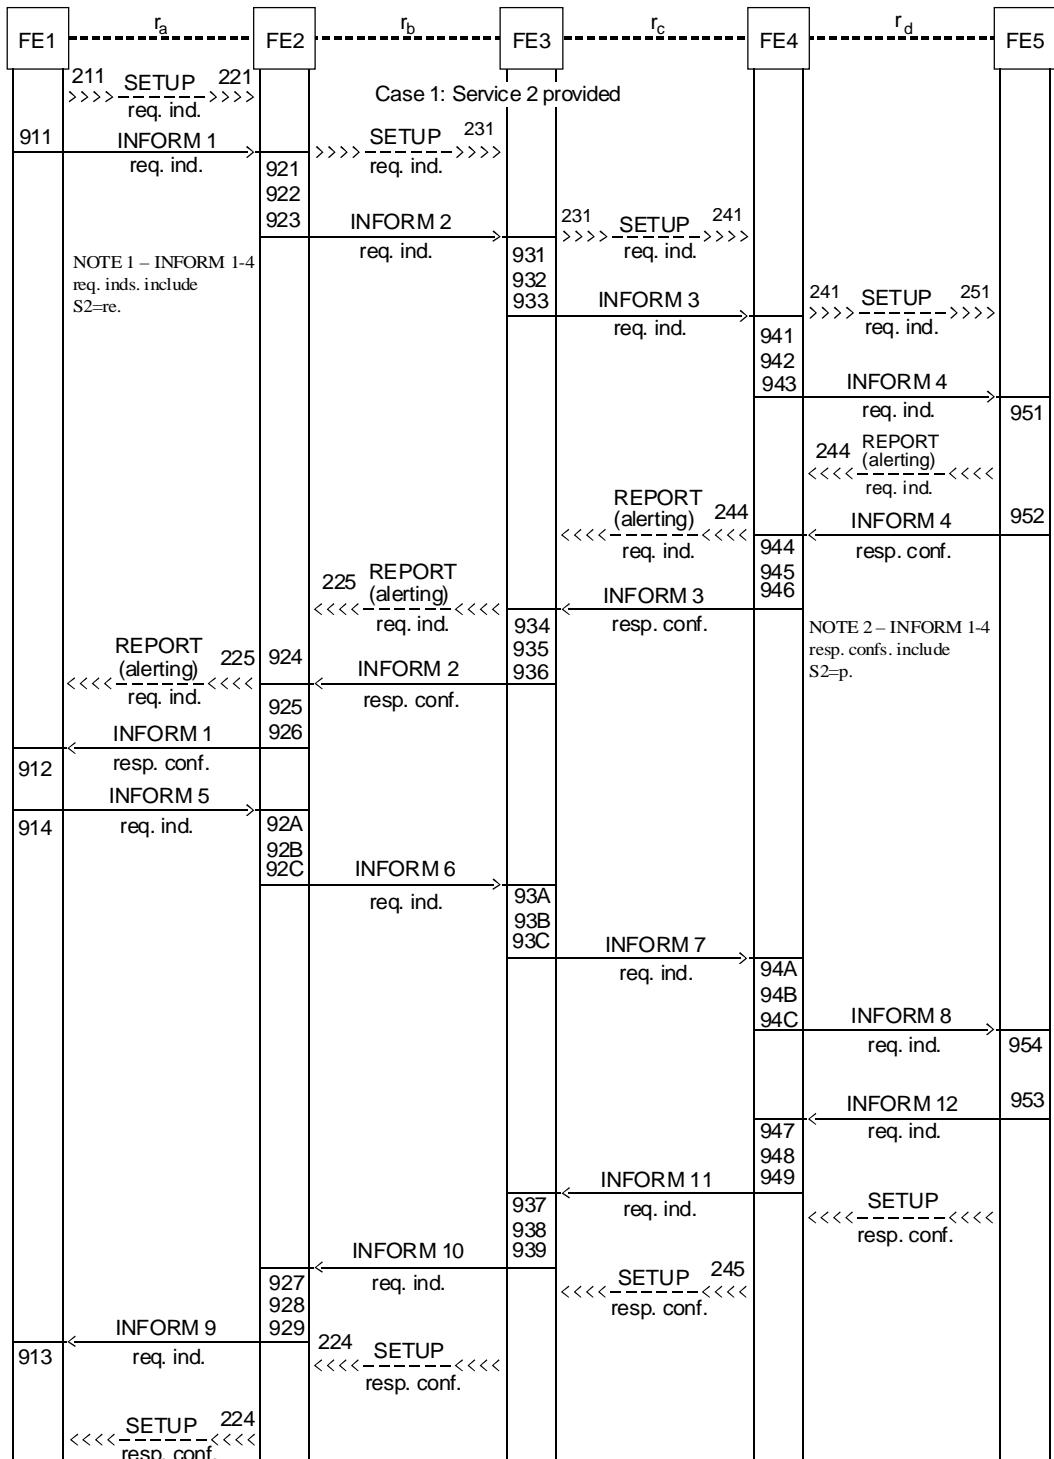 FE1 ra FE2 rb FE3 rc FE4 rd FE5
211 SETUP 221
req. ind.
Case 1: Service 2 provided
911 INFORM 1
req. ind.
SETUP 231
req. ind.
921
922
923
INFORM 2
req. ind.
231 SETUP 241
req. ind.
NOTE 1 – INFORM 1-4
req. inds. include
S2=re.
931
932
933
INFORM 3
req. ind.
241 SETUP 251
req. ind.
941
942
943
INFORM 4
req. ind.
951
244 REPORT
(alerting)
req. ind.
952
INFORM 4
resp. conf.
REPORT
(alerting) 244
req. ind.
944
945
946
INFORM 3
resp. conf.
225 REPORT
(alerting)
req. ind.
NOTE 2 – INFORM 1-4
resp. confs. include
S2=p.
934
935
936
INFORM 2
resp. conf.
REPORT
(alerting) 225
req. ind.
924
925
926
INFORM 1
resp. conf.
912
INFORM 5
req. ind.
914
92A
92B
92C
INFORM 6
req. ind.
93A
93B
93C
INFORM 7
req. ind.
94A
94B
94C
INFORM 8
req. ind.
954
953
INFORM 12
req. ind.
947
948
949
INFORM 11
req. ind.
SETUP
resp. conf.
937
938
939
INFORM 10
req. ind.
SETUP 245
resp. conf.
927
928
929
INFORM 9
req. ind.
913
224 SETUP
resp. conf.
SETUP 224
resp. conf.